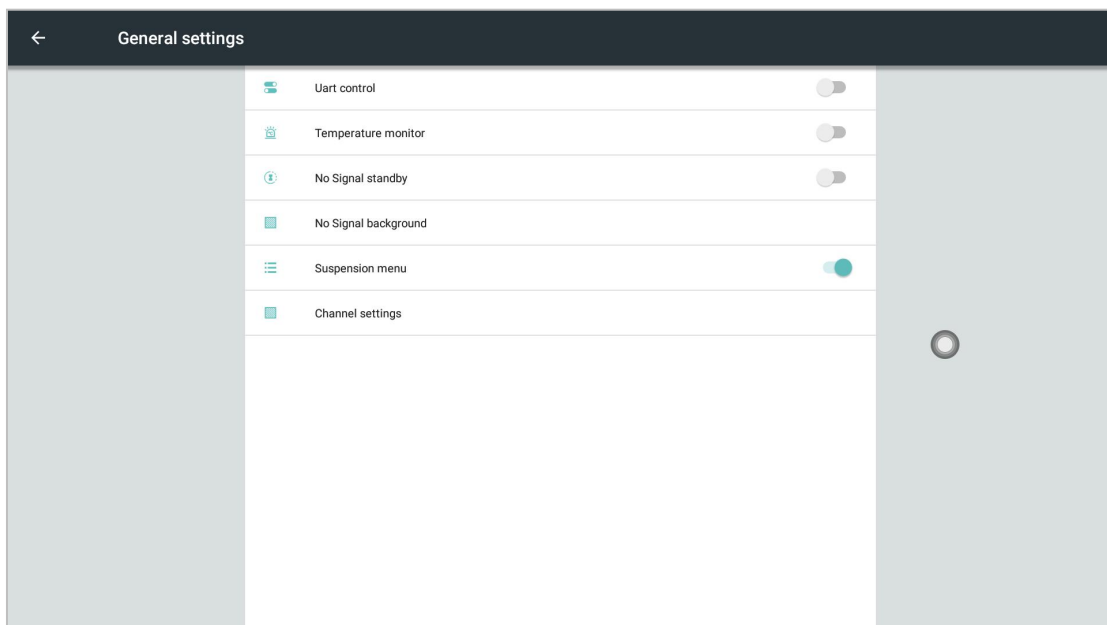 General settings
Uart control
Temperature monitor
No Signal standby
No Signal background
Suspension menu
Channel settings